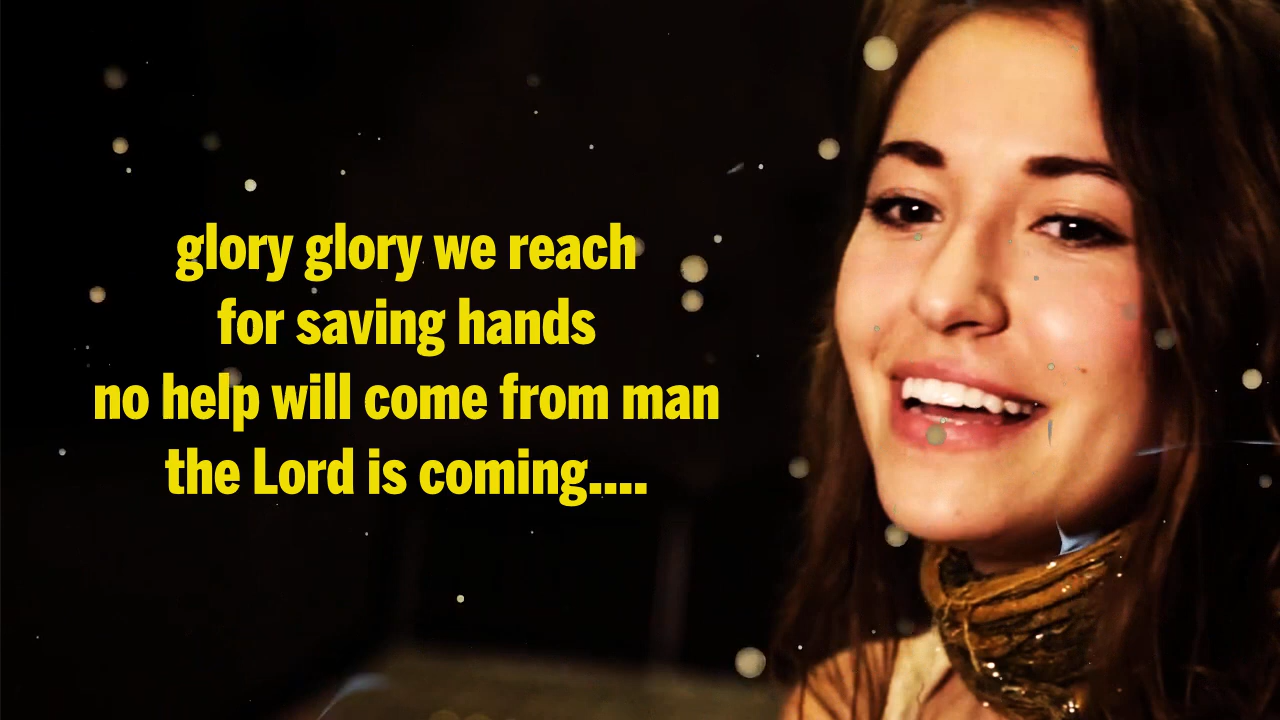 glory glory we reach
for saving hands
no help will come from man
the Lord is coming....